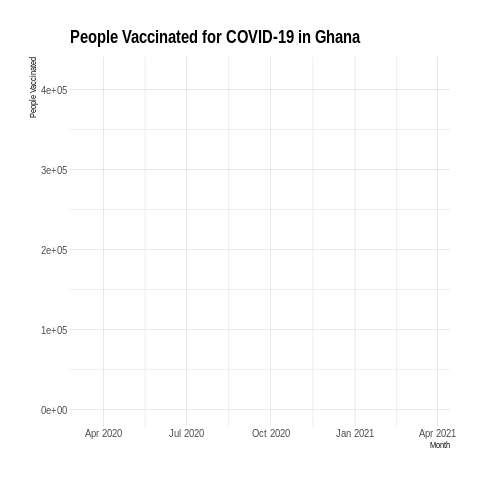 People Vaccinated for COVID-19 in Ghana
People Vaccinated
4e+05
3e+05
2e+05
1e+05
0e+00
Apr 2020 Jul 2020 Oct 2020 Jan 2021 Apr 2021
Month